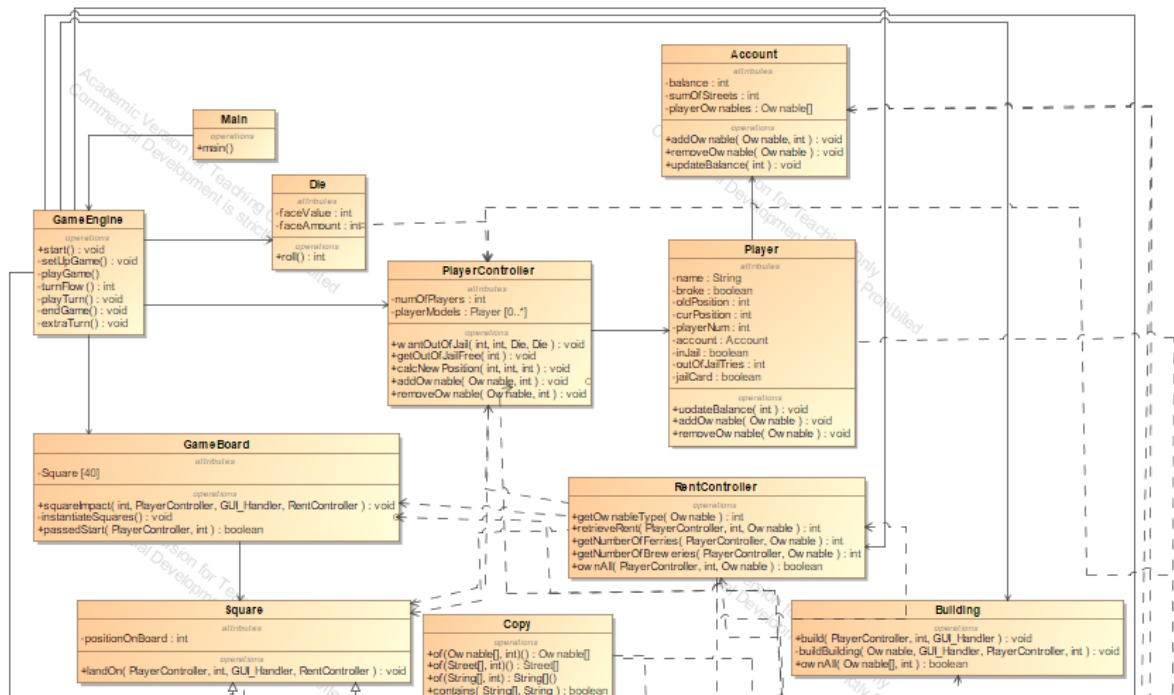 Account
attributes
-balance : int
-sumOfStreets : int
-playerOwnables : Ownable[]
operations
+addOwnable( Ownable, int ) : void
+removeOwnable( Ownable ) : void
+updateBalance( int ) : void
Main
operations
+main()
Die
attributes
-faceValue : int
-faceAmount : int
operations
+roll() : int
GameEngine
operations
+start() : void
-setUpGame() : void
-playGame()
-turnFlow() : int
-playTurn() : void
-endGame() : void
-extraTurn() : void
PlayerController
attributes
-numOfPlayers : int
-playerModels : Player [0..*]
operations
+wantOutOfJail( int, int, Die, Die ) : void
+getOutOfJailFree( int ) : void
+calcNewPosition( int, int, int ) : void
+addOwnable( Ownable, int ) : void
+removeOwnable( Ownable, int ) : void
Player
attributes
-name : String
-broke : boolean
-oldPosition : int
-curPosition : int
-playerNum : int
-account : Account
-inJail : boolean
-outOfJailTries : int
-jailCard : boolean
operations
+uodateBalance( int ) : void
+addOwnable( Ownable ) : void
+removeOwnable( Ownable ) : void
GameBoard
attributes
-Square [40]
operations
+squareImpact( int, PlayerController, GUI_Handler, RentController ) : void
-instantiateSquares() : void
+passedStart( PlayerController, int ) : boolean
RentController
operations
+getOwnableType( Ownable ) : int
+retrieveRent( PlayerController, int, Ownable ) : int
+getNumberOfFerries( PlayerController, Ownable ) : int
+getNumberOfBreweries( PlayerController, Ownable ) : int
+ownAll( PlayerController, int, Ownable ) : boolean
Square
attributes
-positionOnBoard : int
operations
+landOn( PlayerController, int, GUI_Handler, RentController ) : void
Copy
operations
+of( Ownable[], int )() : Ownable[]
+of( Street[], int )() : Street[]
+of( String[], int ) : String[]()
+contains( String[], String ) : boolean
Building
operations
+build( PlayerController, int, GUI_Handler ) : void
-buildBuilding( Ownable, GUI_Handler, PlayerController, int ) : void
+ownAll( Ownable[], int ) : boolean
Academic Version for Teaching
Commercial Development is strictly